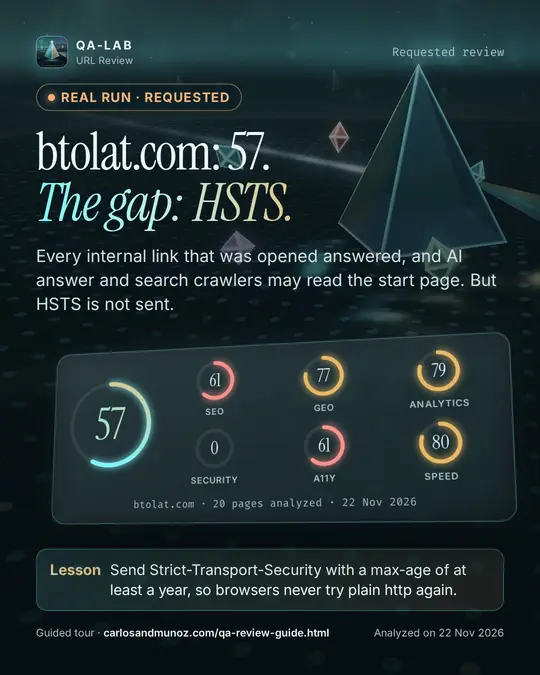 QA-LAB
URL Review
Requested review
REAL RUN · REQUESTED
btolat.com: 57.
The gap: HSTS.
Every internal link that was opened answered, and AI
answer and search crawlers may read the start page. But
HSTS is not sent.
57
61
SEO
77
GEO
79
ANALYTICS
0
SECURITY
61
A11Y
80
SPEED
btolat.com · 20 pages analyzed · 22 Nov 2026
Lesson Send Strict-Transport-Security with a max-age of at
least a year, so browsers never try plain http again.
Guided tour · carlosandmunoz.com/qa-review-guide.html
Analyzed on 22 Nov 2026